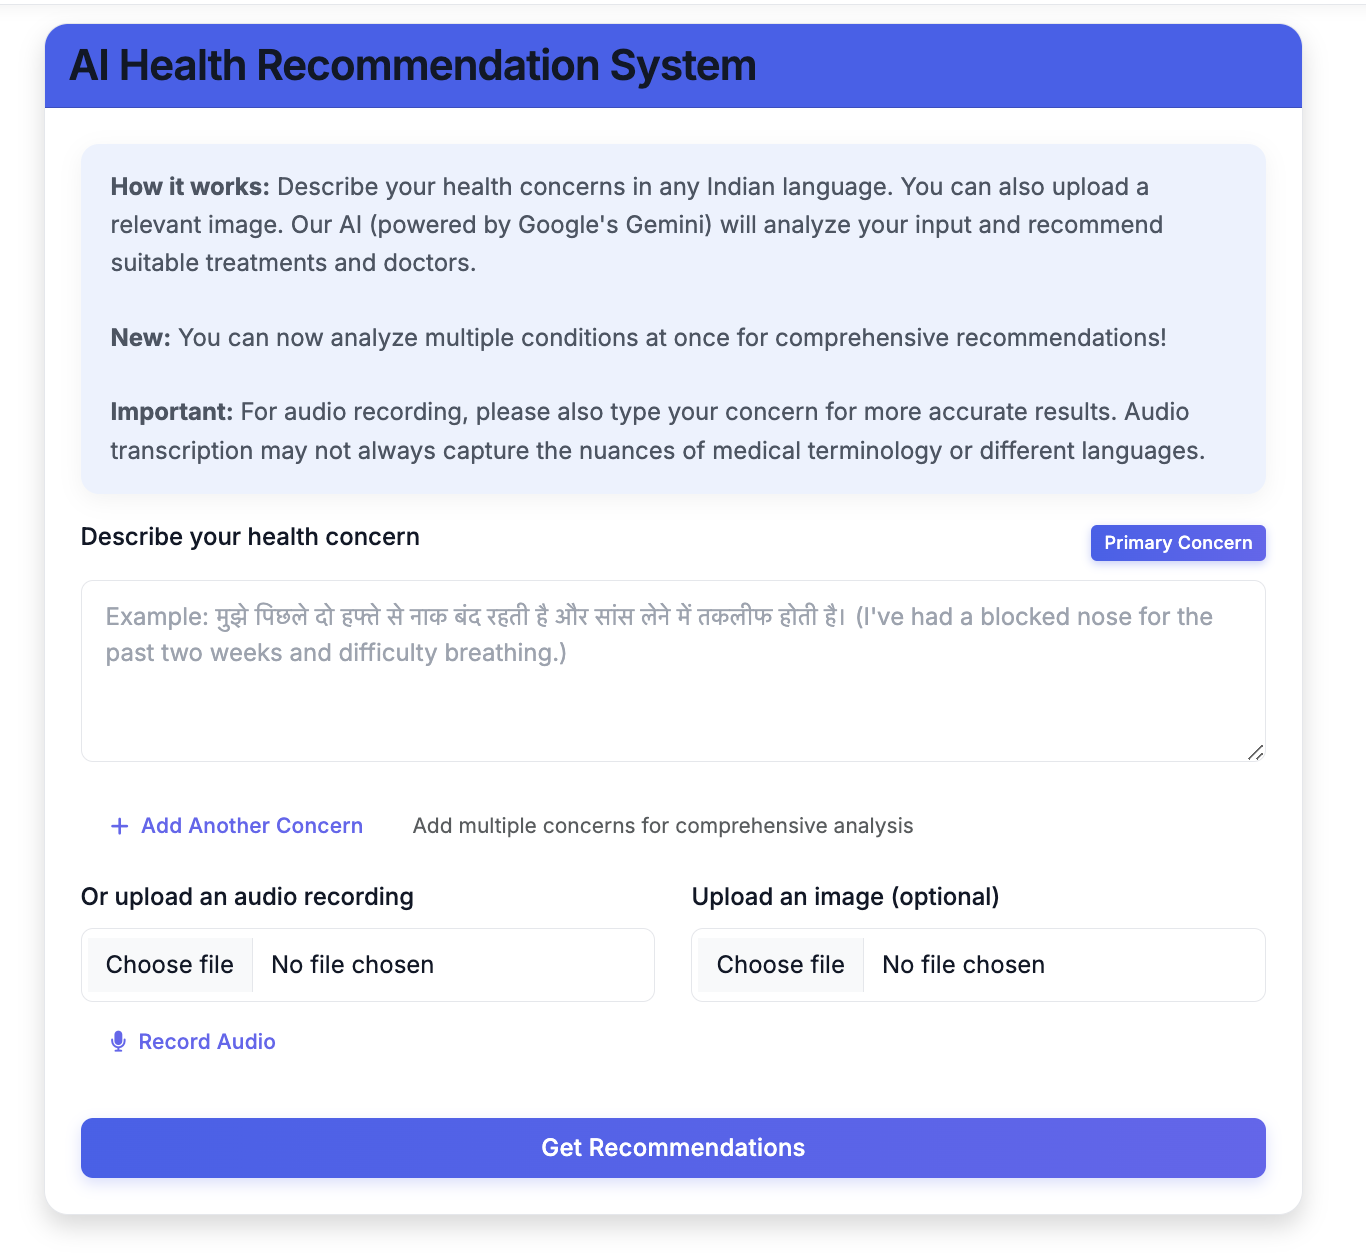 AI Health Recommendation System
How it works: Describe your health concerns in any Indian language. You can also upload a
relevant image. Our AI (powered by Google's Gemini) will analyze your input and recommend
suitable treatments and doctors.
New: You can now analyze multiple conditions at once for comprehensive recommendations!
Important: For audio recording, please also type your concern for more accurate results. Audio
transcription may not always capture the nuances of medical terminology or different languages.
Describe your health concern
Primary Concern
Example: मुझे पिछले दो हफ्ते से नाक बंद रहती है और सांस लेने में तकलीफ होती है। (I've had a blocked nose for the
past two weeks and difficulty breathing.)
+ Add Another Concern
Add multiple concerns for comprehensive analysis
Or upload an audio recording
Upload an image (optional)
Choose file No file chosen
Choose file No file chosen
Record Audio
Get Recommendations